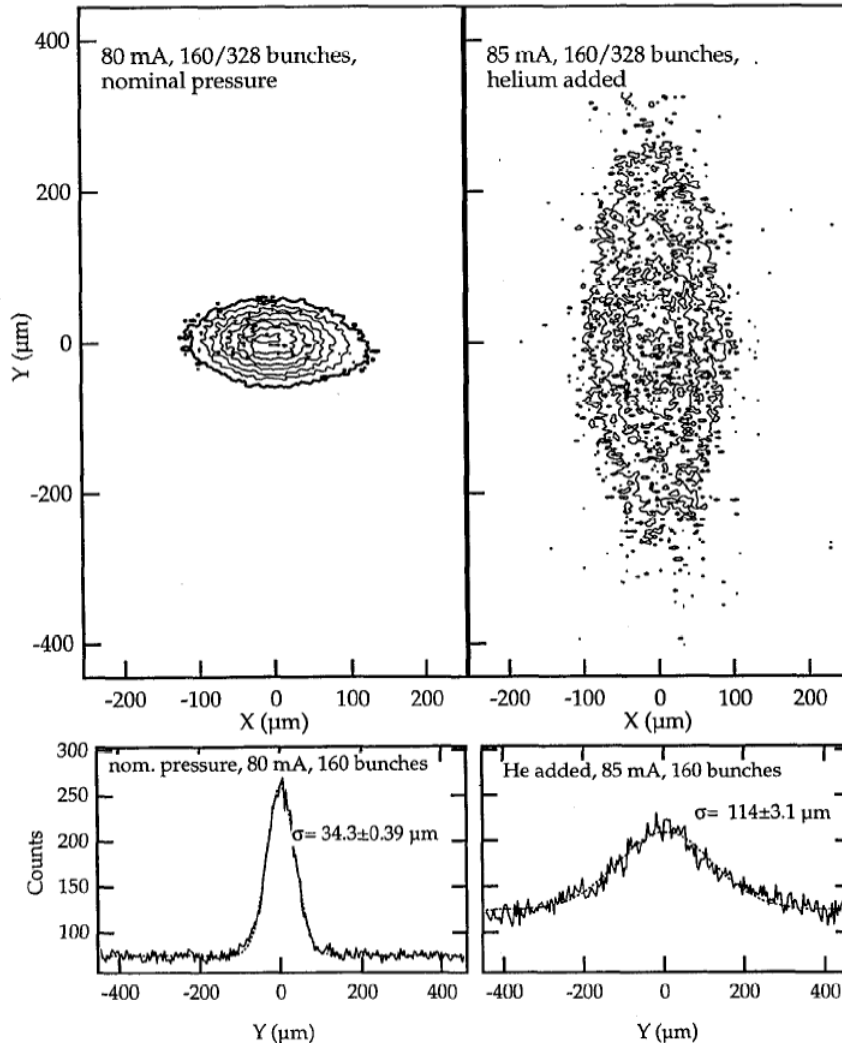 80 mA, 160/328 bunches,
nominal pressure
85 mA, 160/328 bunches,
helium added
400
200
0
-200
-400
Y (μm)
-200 -100 0 100 200
X (μm)
-200 -100 0 100 200
X (μm)
nom. pressure, 80 mA, 160 bunches
σ= 34.3±0.39 μm
300
250
200
150
100
Counts
-400 -200 0 200 400
Y (μm)
He added, 85 mA, 160 bunches
σ= 114±3.1 μm
-400 -200 0 200 400
Y (μm)